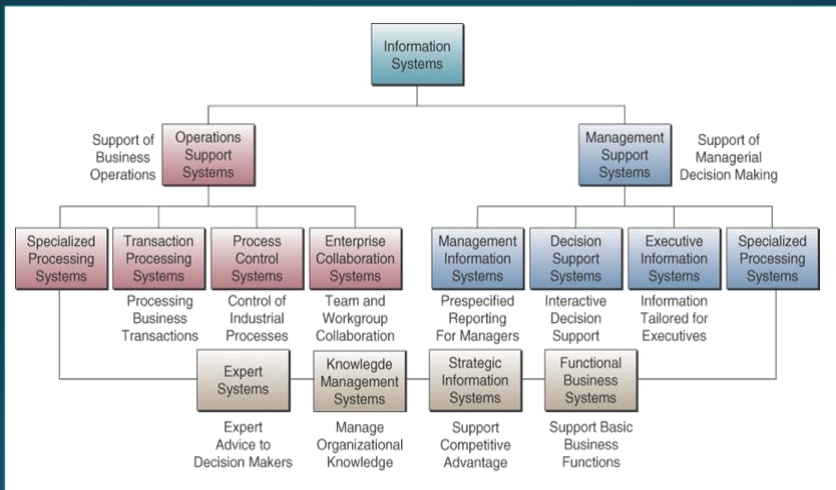 Information
Systems
Support of
Business
Operations
Operations
Support
Systems
Management
Support
Systems
Support of
Managerial
Decision Making
Specialized
Processing
Systems
Transaction
Processing
Systems
Process
Control
Systems
Enterprise
Collaboration
Systems
Management
Information
Systems
Decision
Support
Systems
Executive
Information
Systems
Specialized
Processing
Systems
Processing
Business
Transactions
Control of
Industrial
Processes
Team and
Workgroup
Collaboration
Prespecified
Reporting
For Managers
Interactive
Decision
Support
Information
Tailored for
Executives
Expert
Systems
Knowlegde
Management
Systems
Strategic
Information
Systems
Functional
Business
Systems
Expert
Advice to
Decision Makers
Manage
Organizational
Knowledge
Support
Competitive
Advantage
Support Basic
Business
Functions